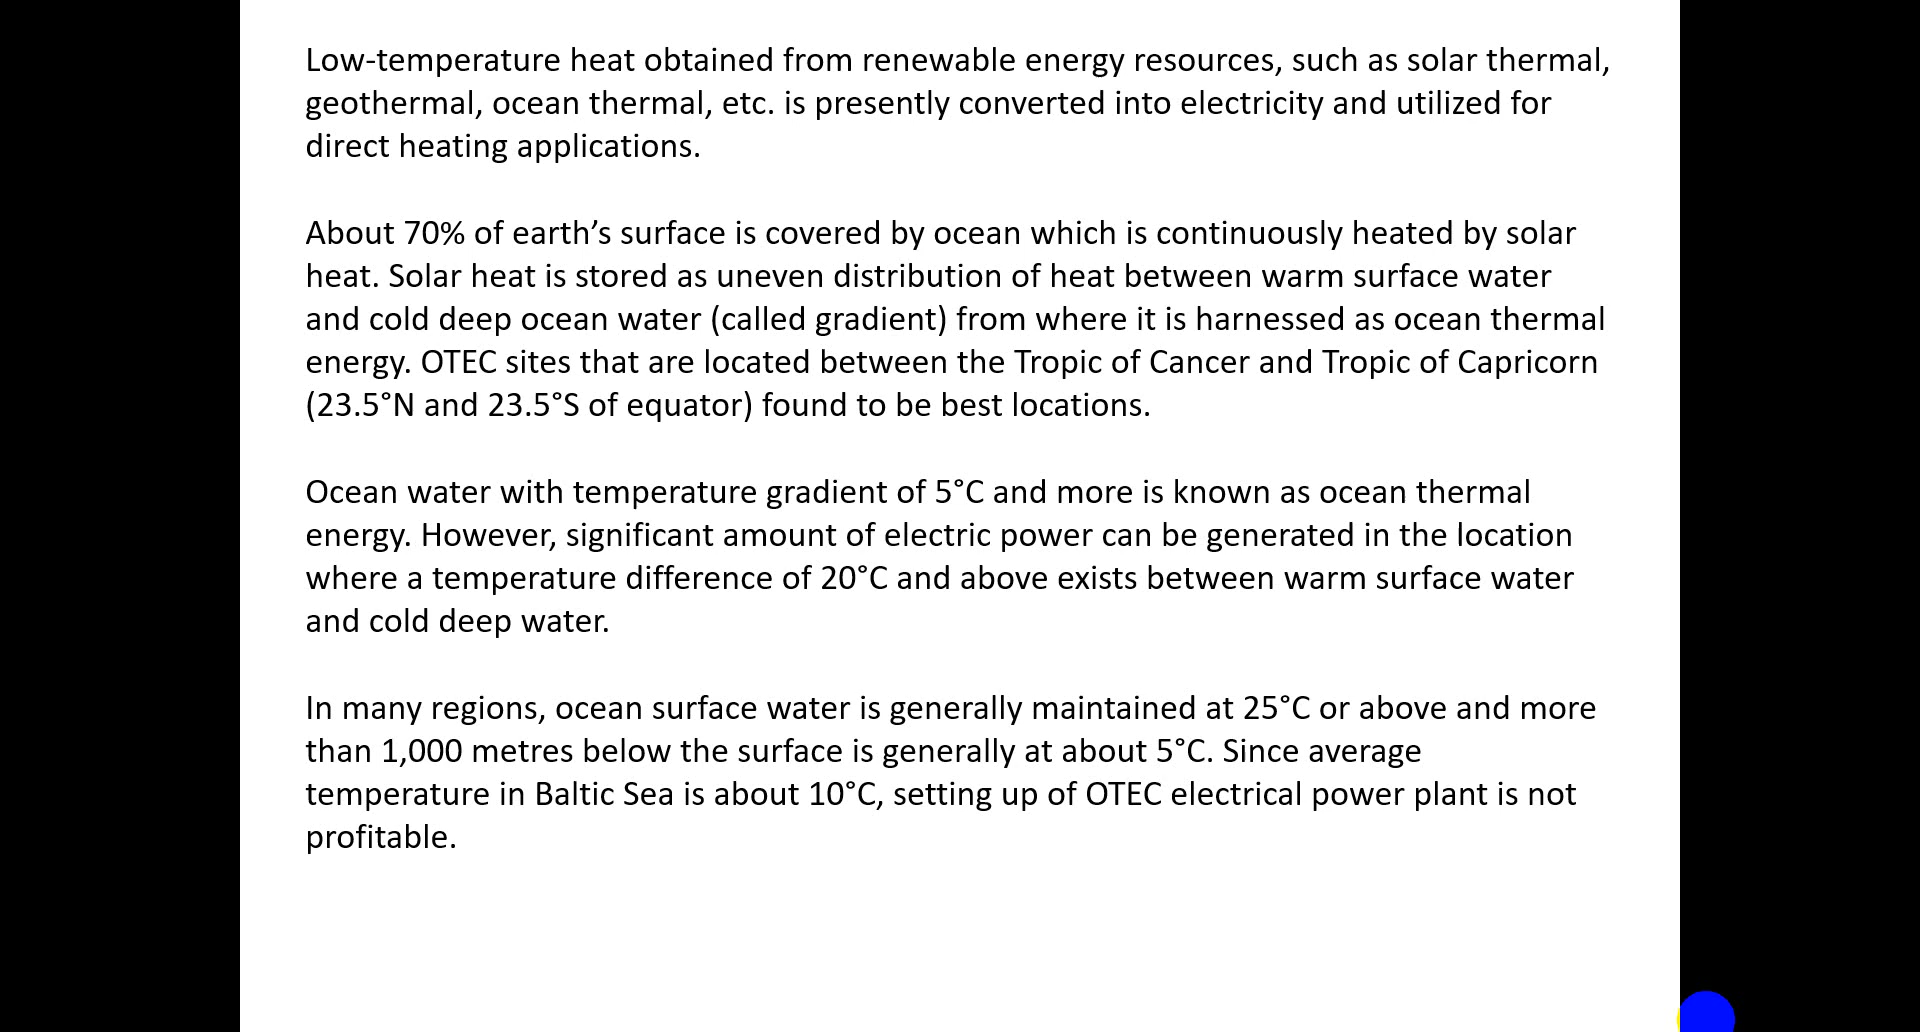 Low-temperature heat obtained from renewable energy resources, such as solar thermal,
geothermal, ocean thermal, etc. is presently converted into electricity and utilized for
direct heating applications.
About 70% of earth’s surface is covered by ocean which is continuously heated by solar
heat. Solar heat is stored as uneven distribution of heat between warm surface water
and cold deep ocean water (called gradient) from where it is harnessed as ocean thermal
energy. OTEC sites that are located between the Tropic of Cancer and Tropic of Capricorn
(23.5°N and 23.5°S of equator) found to be best locations.
Ocean water with temperature gradient of 5°C and more is known as ocean thermal
energy. However, significant amount of electric power can be generated in the location
where a temperature difference of 20°C and above exists between warm surface water
and cold deep water.
In many regions, ocean surface water is generally maintained at 25°C or above and more
than 1,000 metres below the surface is generally at about 5°C. Since average
temperature in Baltic Sea is about 10°C, setting up of OTEC electrical power plant is not
profitable.